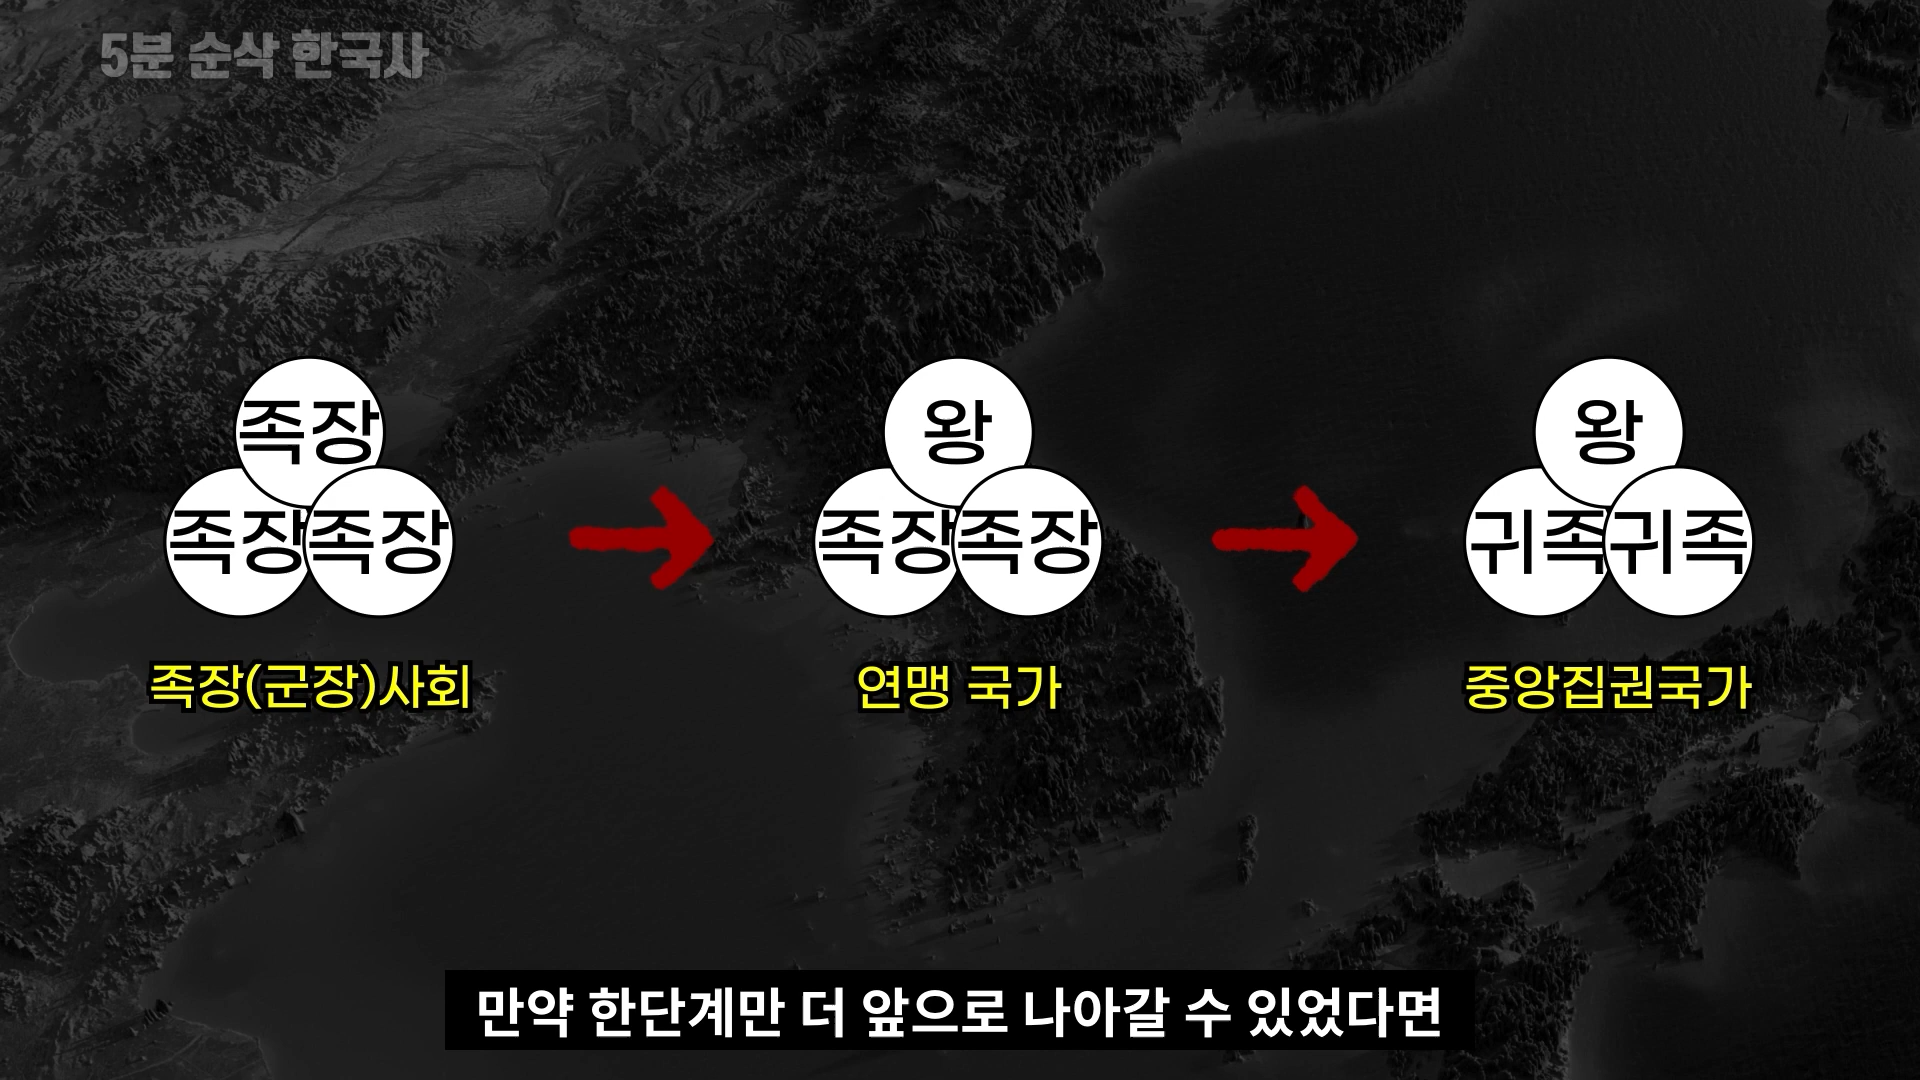 5분 순삭 한국사
족장
족장 족장
족장(군장)사회
왕
족장 족장
연맹 국가
왕
귀족 귀족
중앙집권국가
만약 한단계만 더 앞으로 나아갈 수 있었다면